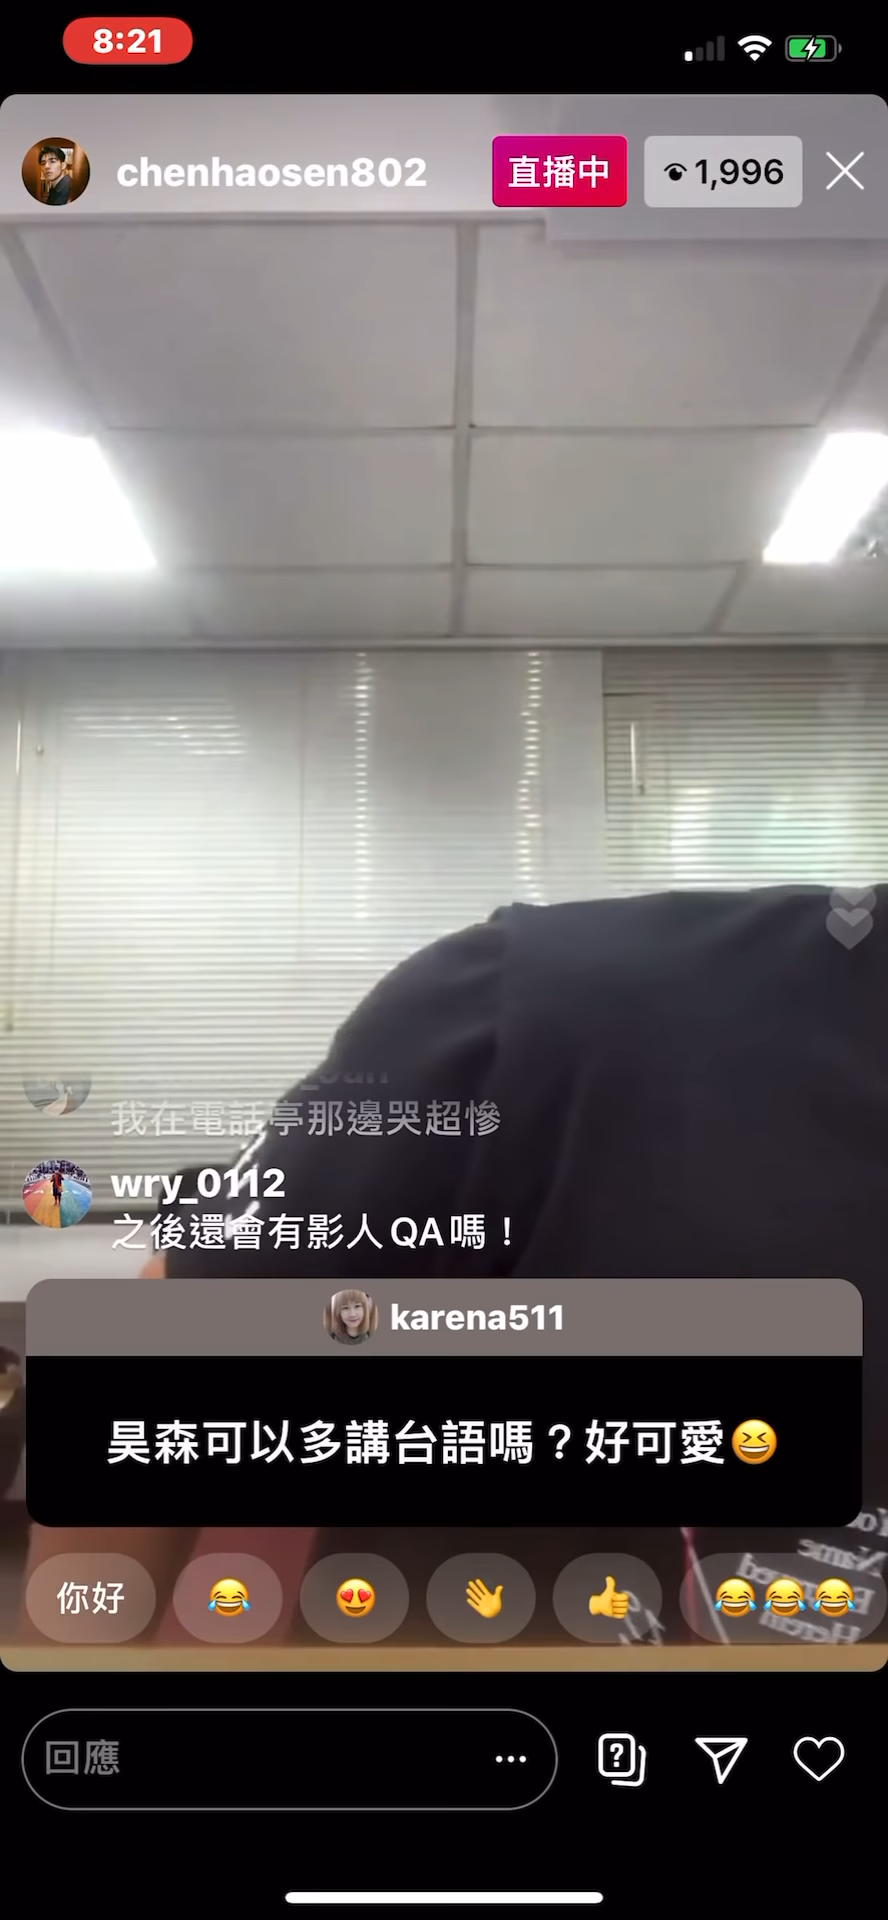 8:21
chenhaosen802
直播中
1,996
我在電話亭那邊哭超慘
wry_0112
之後還會有影人QA嗎！
karena511
昊森可以多講台語嗎？好可愛😆
你好
😂
😍
👋
👍
😂😂😂
Name
Herein
回應